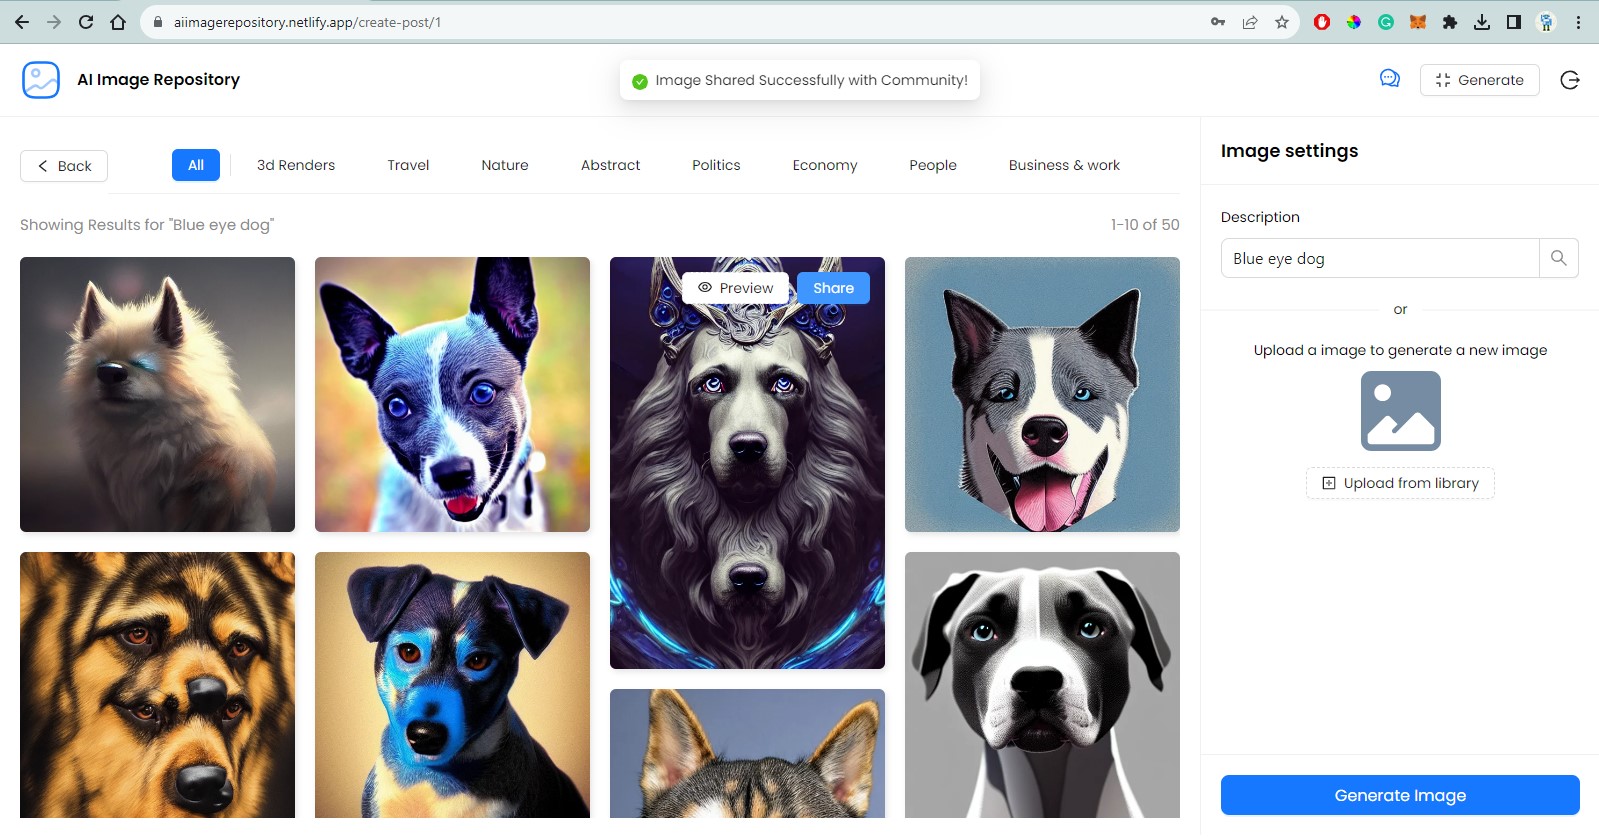 aiimagerepository.netlify.app/create-post/1
AI Image Repository
Image Shared Successfully with Community!
Generate
Back
All
3d Renders
Travel
Nature
Abstract
Politics
Economy
People
Business & work
Image settings
Showing Results for "Blue eye dog"
1-10 of 50
Description
Blue eye dog
or
Upload a image to generate a new image
Upload from library
Preview
Share
Generate Image